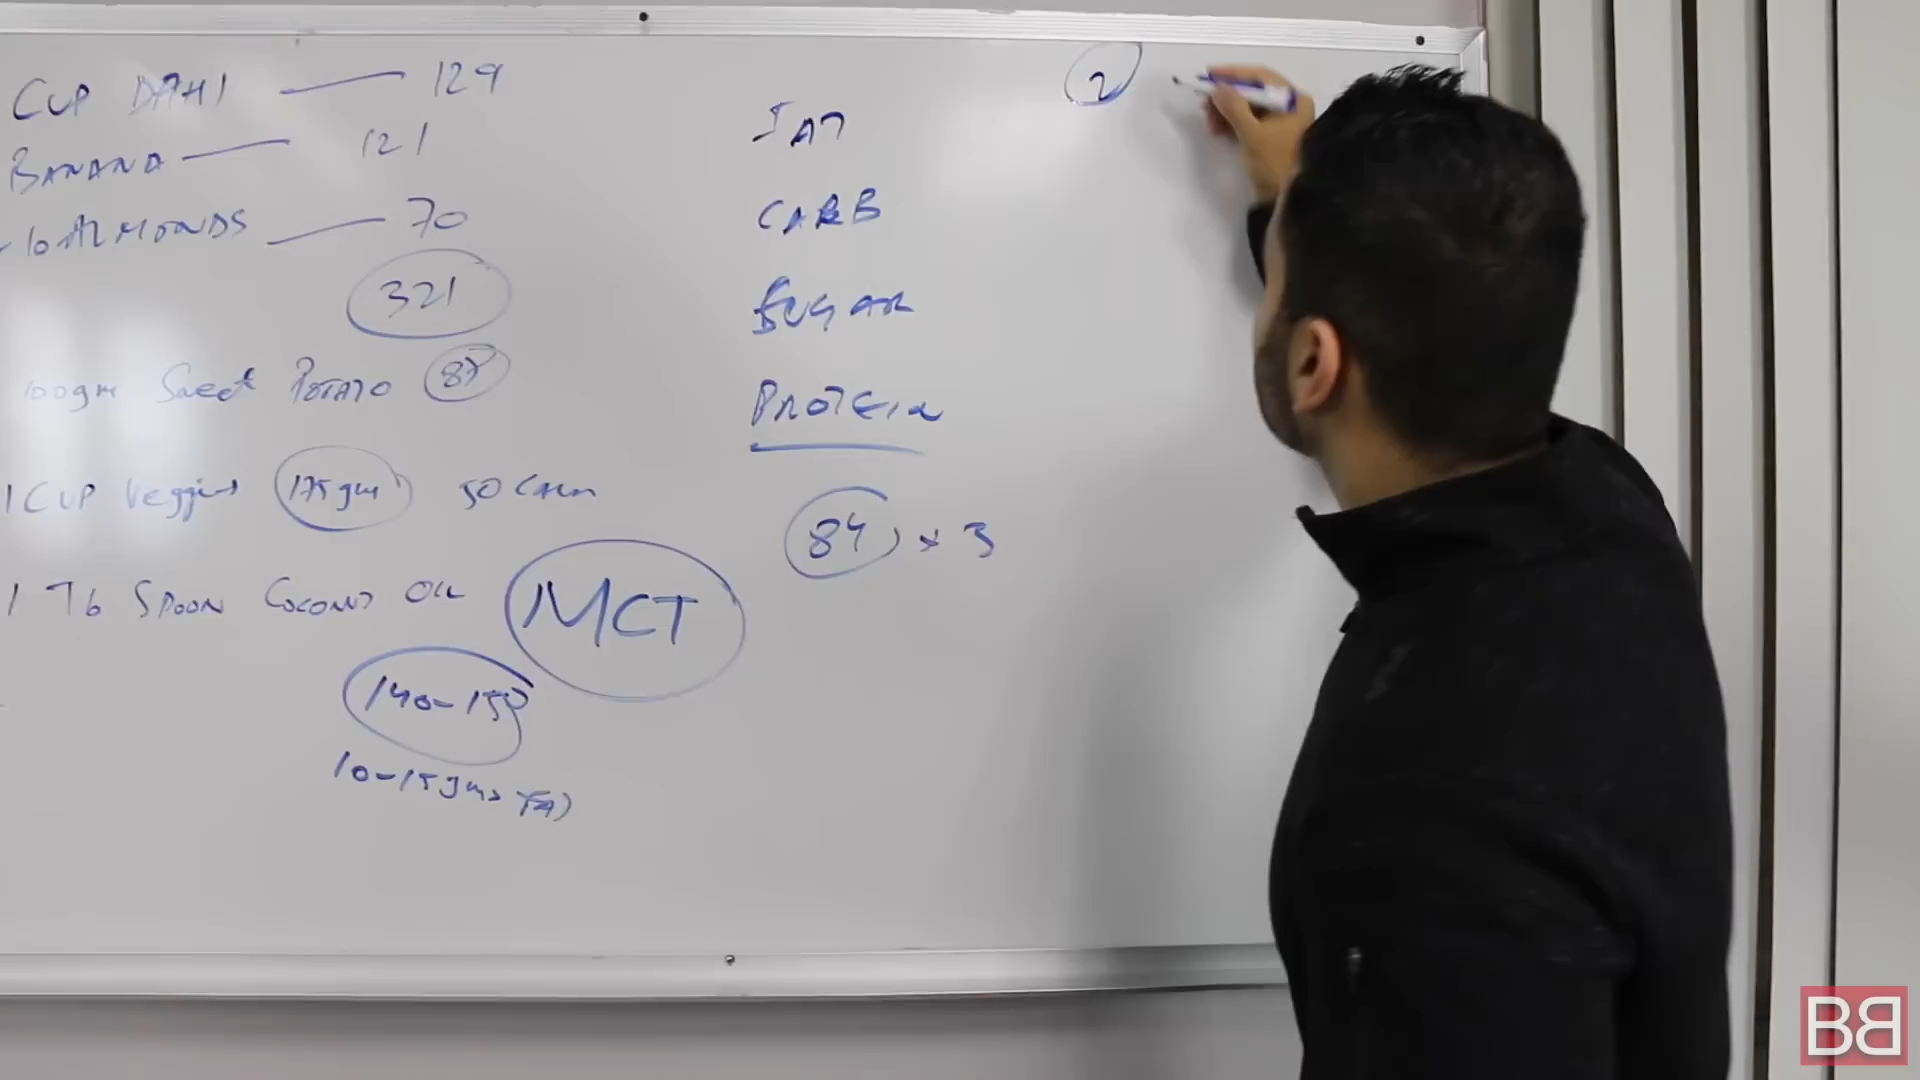 CUP DAHI — 129
BANANA — 121
10 ALMONDS — 70
321
100gm Sweet POTATO 87
1 CUP Veggies 175gm 50 CALS
1 Tb SPOON COCONUT OIL MCT
140-150
10-15gms FAT
FAT
CARB
SUGAR
PROTEIN
84 x 3
2
BB